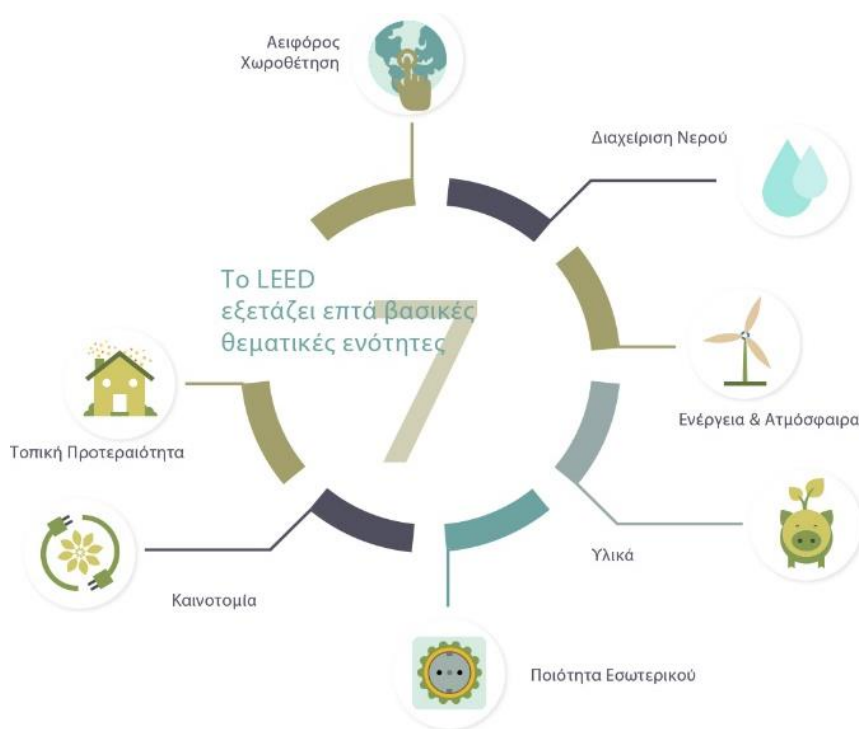 Αειφόρος
Χωροθέτηση
Διαχείριση Νερού
Το LEED
εξετάζει επτά βασικές
θεματικές ενότητες
7
Ενέργεια & Ατμόσφαιρα
Τοπική Προτεραιότητα
Υλικά
Καινοτομία
Ποιότητα Εσωτερικού